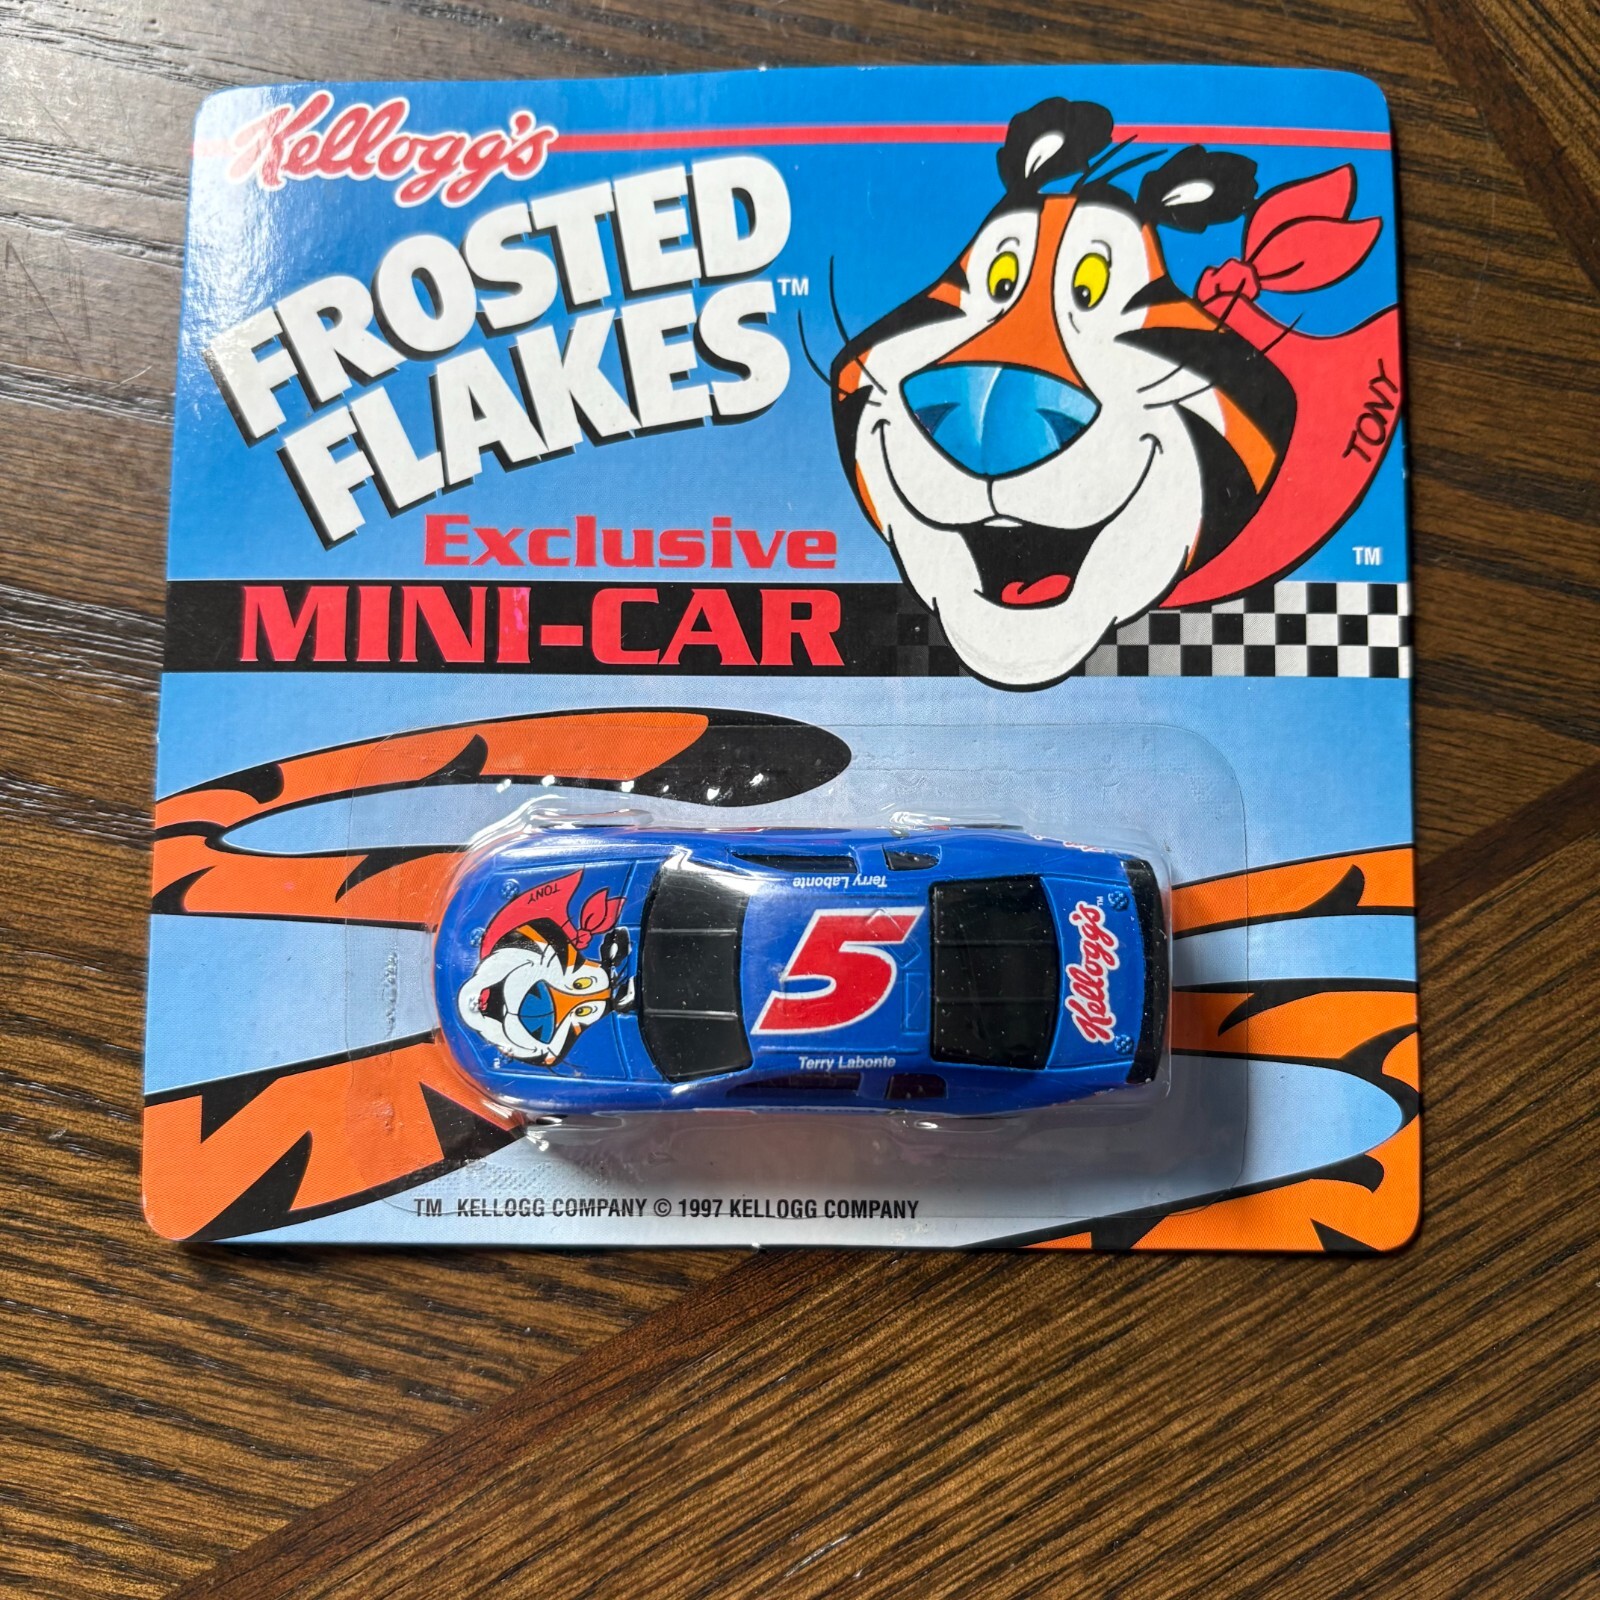 Kellogg's
FROSTED
FLAKES™
TONY
Exclusive
™
MINI-CAR
Terry Labonte
TONY
5
Kellogg's™
Terry Labonte
TM KELLOGG COMPANY © 1997 KELLOGG COMPANY